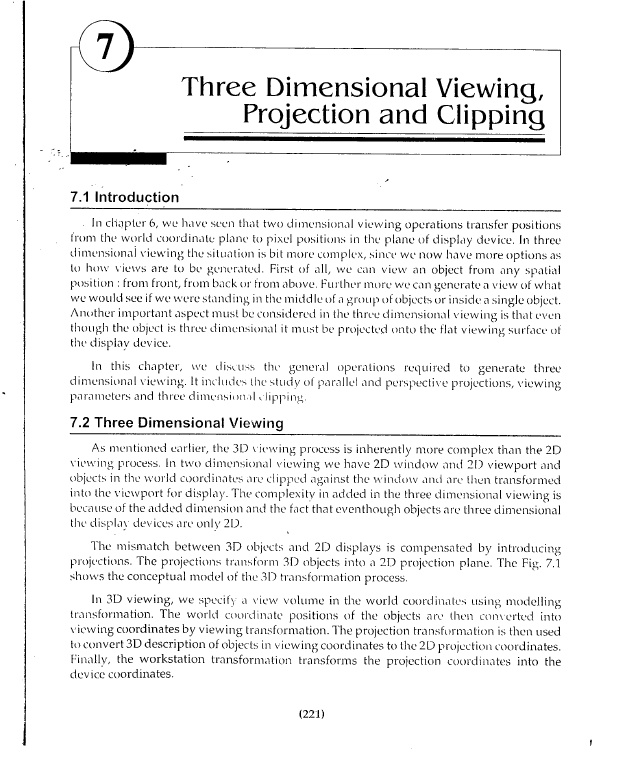 7
Three Dimensional Viewing,
Projection and Clipping
7.1 Introduction
In chapter 6, we have seen that two dimensional viewing operations transfer positions
from the world coordinate plane to pixel positions in the plane of display device. In three
dimensional viewing the situation is bit more complex, since we now have more options as
to how views are to be generated. First of all, we can view an object from any spatial
position : from front, from back or from above. Further more we can generate a view of what
we would see if we were standing in the middle of a group of objects or inside a single object.
Another important aspect must be considered in the three dimensional viewing is that even
though the object is three dimensional it must be projected onto the flat viewing surface of
the display device.
In this chapter, we discuss the general operations required to generate three
dimensional viewing. It includes the study of parallel and perspective projections, viewing
parameters and three dimensional clipping.
7.2 Three Dimensional Viewing
As mentioned earlier, the 3D viewing process is inherently more complex than the 2D
viewing process. In two dimensional viewing we have 2D window and 2D viewport and
objects in the world coordinates are clipped against the window and are then transformed
into the viewport for display. The complexity in added in the three dimensional viewing is
because of the added dimension and the fact that eventhough objects are three dimensional
the display devices are only 2D.
The mismatch between 3D objects and 2D displays is compensated by introducing
projections. The projections transform 3D objects into a 2D projection plane. The Fig. 7.1
shows the conceptual model of the 3D transformation process.
In 3D viewing, we specify a view volume in the world coordinates using modelling
transformation. The world coordinate positions of the objects are then converted into
viewing coordinates by viewing transformation. The projection transformation is then used
to convert 3D description of objects in viewing coordinates to the 2D projection coordinates.
Finally, the workstation transformation transforms the projection coordinates into the
device coordinates.
(221)